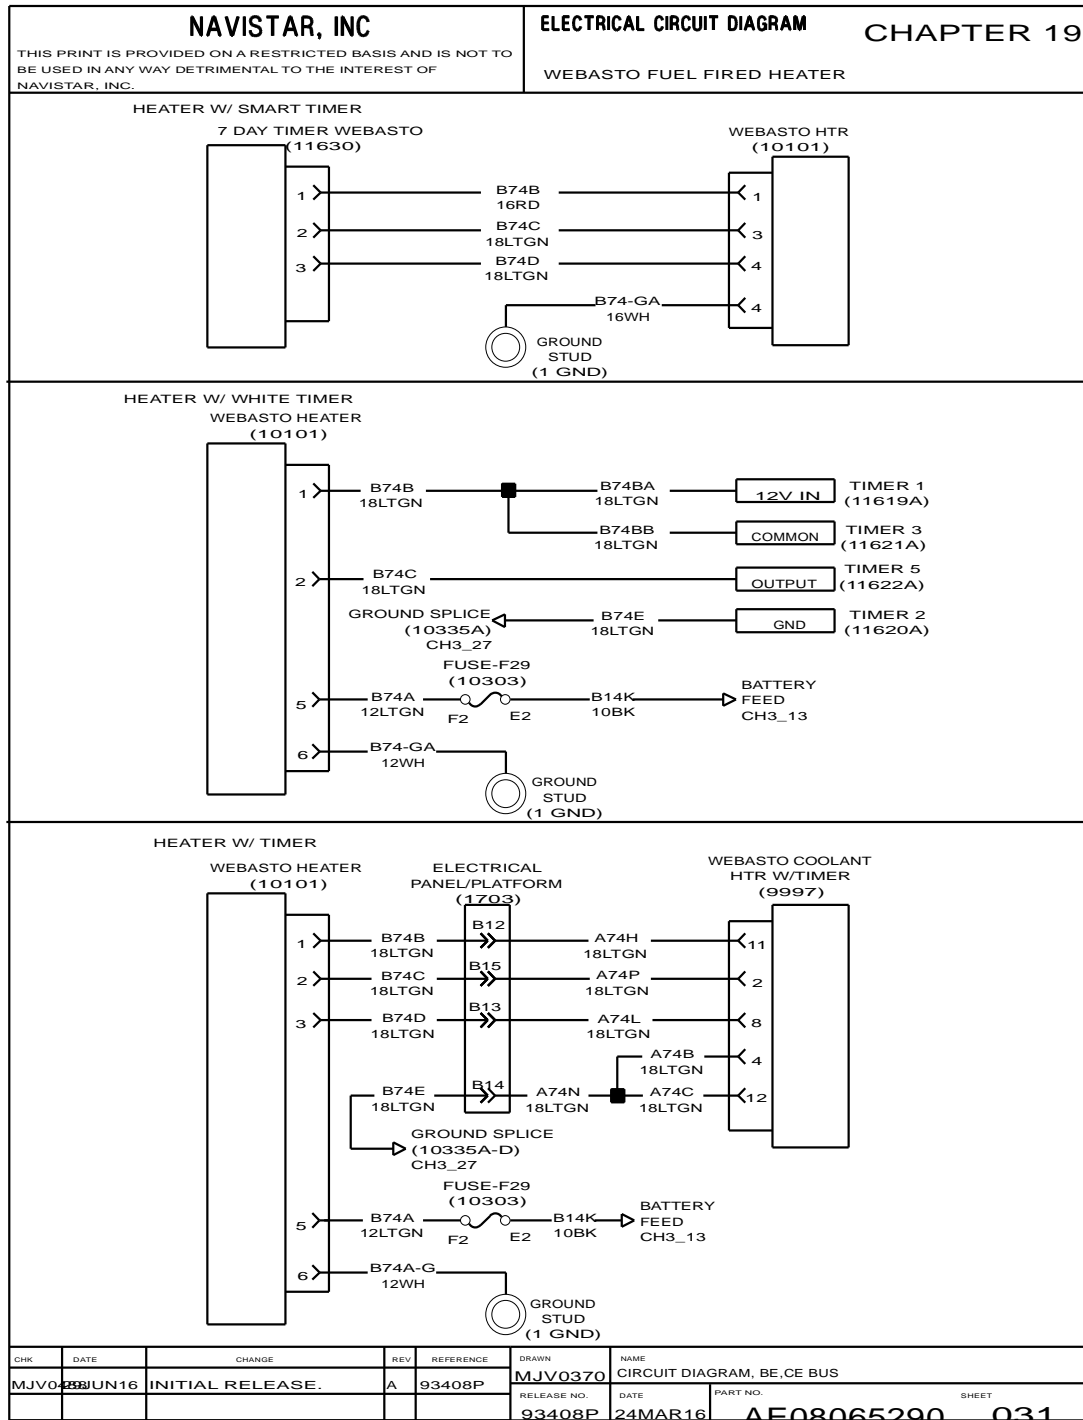 NAVISTAR, INC
THIS PRINT IS PROVIDED ON A RESTRICTED BASIS AND IS NOT TO
BE USED IN ANY WAY DETRIMENTAL TO THE INTEREST OF
NAVISTAR, INC.
ELECTRICAL CIRCUIT DIAGRAM
CHAPTER 19
WEBASTO FUEL FIRED HEATER
HEATER W/ SMART TIMER
7 DAY TIMER WEBASTO
(11630)
WEBASTO HTR
(10101)
1 B74B 1
16RD
2 B74C 3
18LTGN
3 B74D 4
18LTGN
B74-GA 4
16WH
GROUND
STUD
(1 GND)
HEATER W/ WHITE TIMER
WEBASTO HEATER
(10101)
1 B74B B74BA 12V IN TIMER 1
18LTGN 18LTGN (11619A)
B74BB COMMON TIMER 3
18LTGN (11621A)
2 B74C OUTPUT TIMER 5
18LTGN (11622A)
GROUND SPLICE B74E GND TIMER 2
(10335A) 18LTGN (11620A)
CH3_27
FUSE-F29
(10303)
5 B74A F2 E2 B14K BATTERY
12LTGN 10BK FEED
CH3_13
6 B74-GA
12WH
GROUND
STUD
(1 GND)
HEATER W/ TIMER
WEBASTO HEATER
(10101)
ELECTRICAL
PANEL/PLATFORM
(1703)
WEBASTO COOLANT
HTR W/TIMER
(9997)
1 B74B B12 A74H 11
18LTGN 18LTGN
2 B74C B15 A74P 2
18LTGN 18LTGN
3 B74D B13 A74L 8
18LTGN 18LTGN
A74B 4
18LTGN
B74E B14 A74N A74C 12
18LTGN 18LTGN 18LTGN
GROUND SPLICE
(10335A-D)
CH3_27
FUSE-F29
(10303)
5 B74A F2 E2 B14K BATTERY
12LTGN 10BK FEED
CH3_13
6 B74A-G
12WH
GROUND
STUD
(1 GND)
CHK DATE CHANGE REV REFERENCE DRAWN NAME
INITIAL RELEASE. A 93408P MJV0370 CIRCUIT DIAGRAM, BE,CE BUS
RELEASE NO. DATE PART NO. SHEET
93408P 24MAR16 AE08065290 031